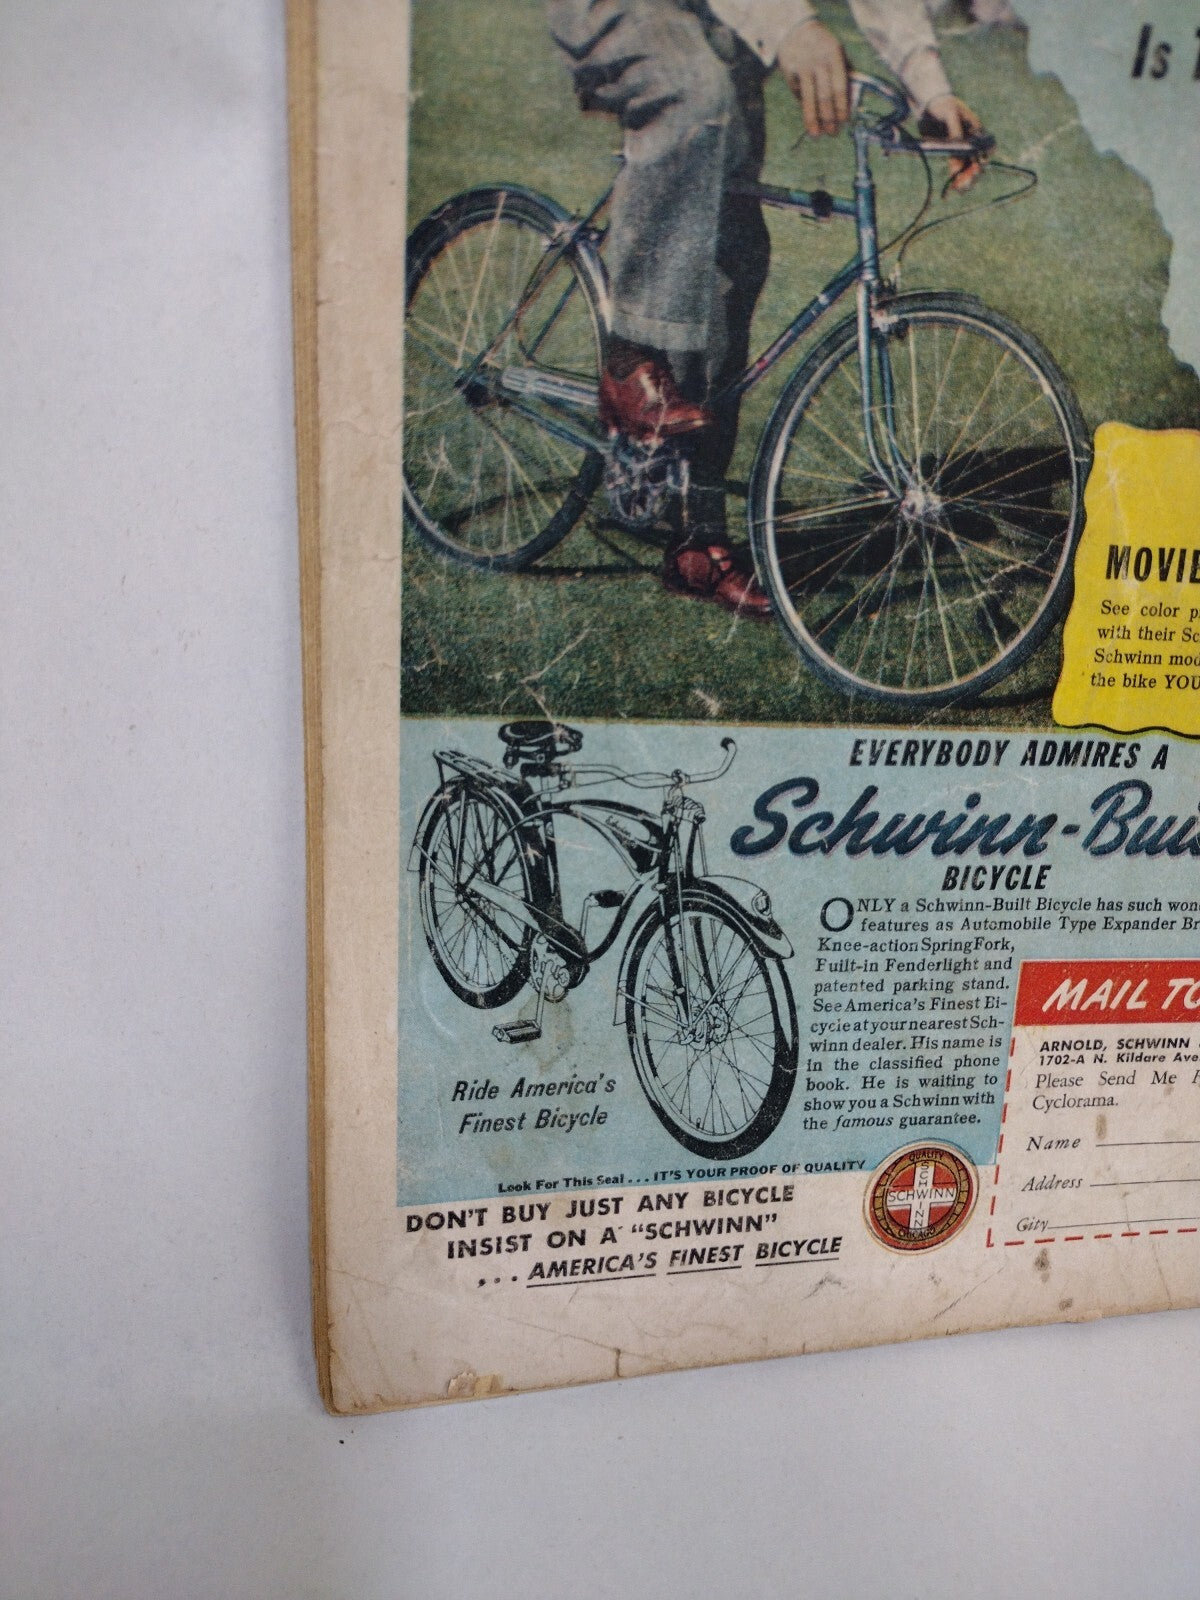 Is
MOVIE
See color
with their
Schwinn
the bike YOU
EVERYBODY ADMIRES A
Schwinn-Bui
BICYCLE
ONLY a Schwinn-Built Bicycle has such
features as Automobile Type Expander
Knee-action Spring Fork,
Fuilt-in Fenderlight and
patented parking stand.
See America's Finest Bi-
cycle at your nearest Sch-
winn dealer. His name is
in the classified phone
book. He is waiting to
show you a Schwinn with
the famous guarantee.
Schwinn
Ride America's
Finest Bicycle
Look For This Seal... IT'S YOUR PROOF OF QUALITY
DON'T BUY JUST ANY BICYCLE
INSIST ON A "SCHWINN"
... AMERICA'S FINEST BICYCLE
QUALITY
SCHWINN
SCHWINN
CHICAGO
MAIL TO
ARNOLD, SCHWINN
1702-A N. Kildare Ave
Please Send Me
Cyclorama.
Name
Address
City